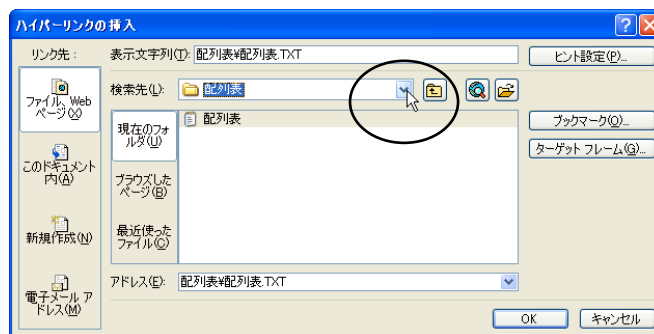 ハイパーリンクの挿入
リンク先：
表示文字列(T): 配列表¥配列表.TXT
ヒント設定(P)...
ファイル、Web
ページ(X)
検索先(L):
配列表
現在のフォ
ルダ(U)
配列表
ブックマーク(O)...
ターゲット フレーム(G)...
このドキュメント
内(A)
ブラウズした
ページ(B)
新規作成(N)
最近使った
ファイル(C)
電子メール ア
ドレス(M)
アドレス(E):
配列表¥配列表.TXT
OK
キャンセル